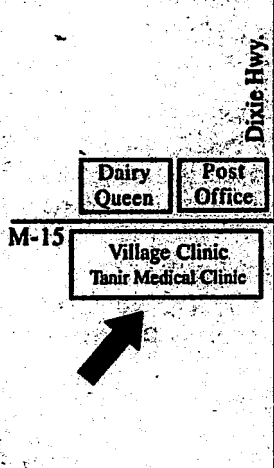 Dixie Hwy.
Dairy
Queen
Post
Office
M-15
Village Clinic
Tanir Medical Clinic